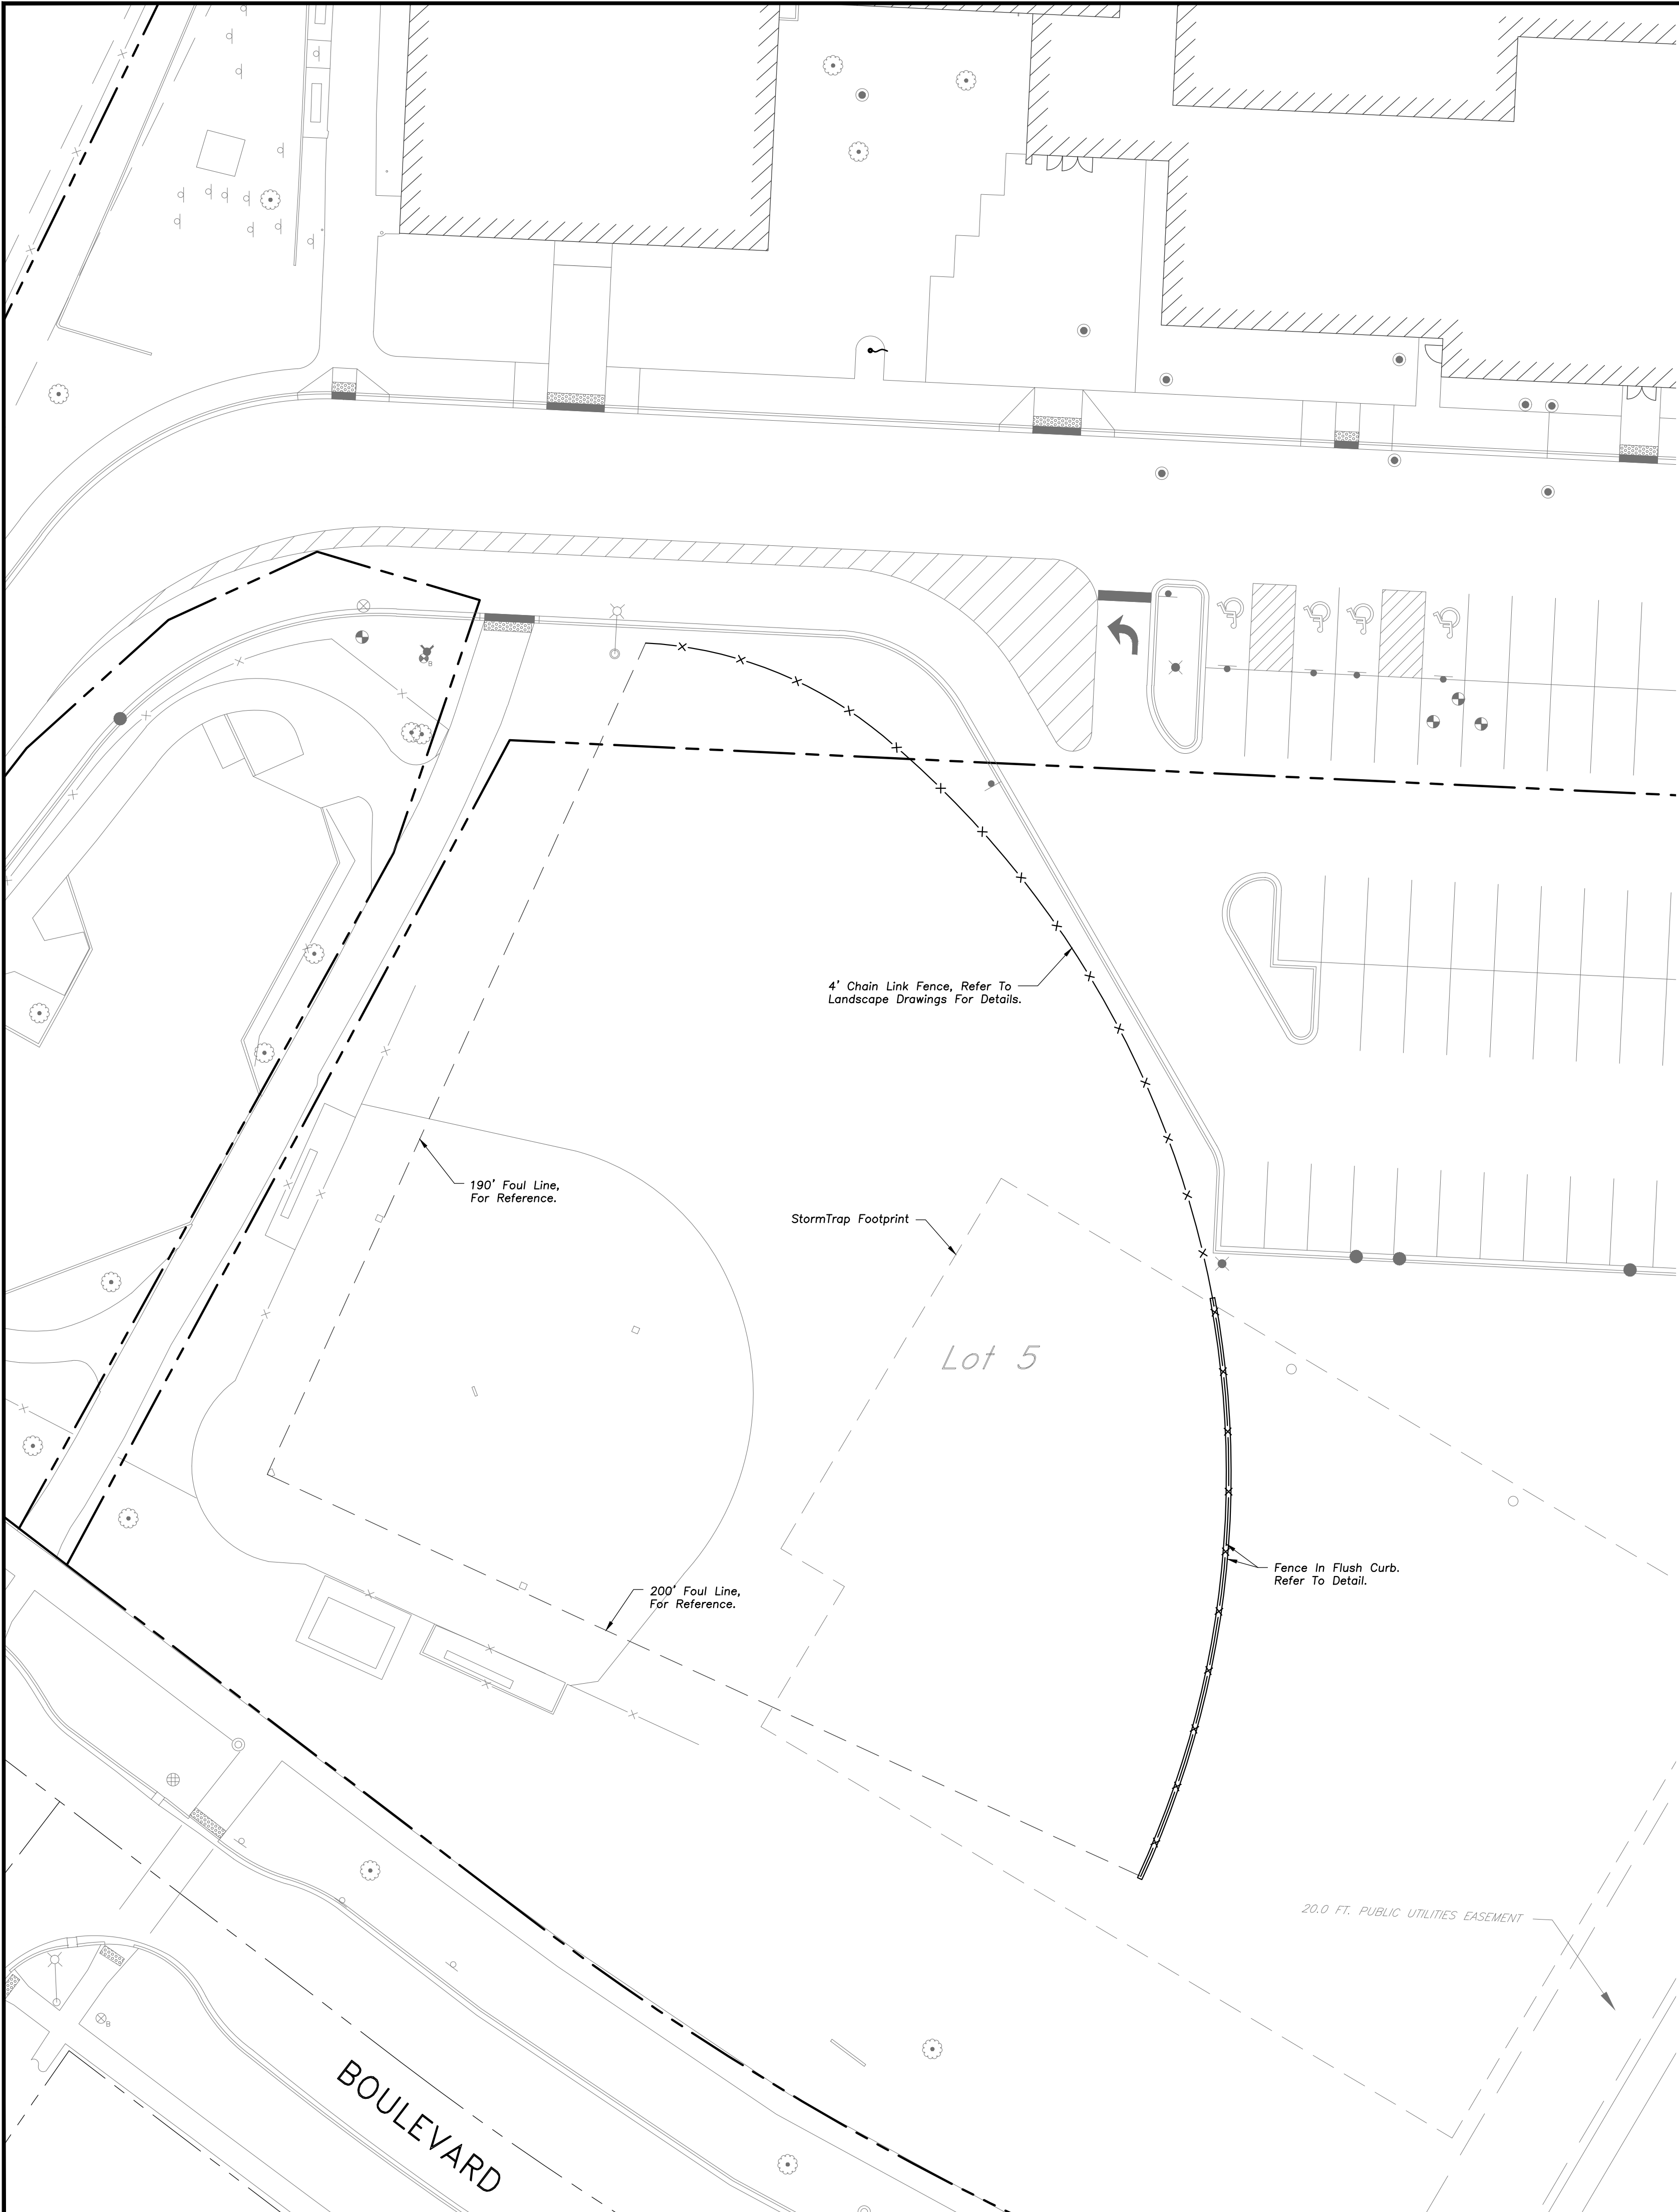 4' Chain Link Fence, Refer To
Landscape Drawings For Details.
190' Foul Line,
For Reference.
StormTrap Footprint
Lot 5
Fence In Flush Curb.
Refer To Detail.
200' Foul Line,
For Reference.
20.0 FT. PUBLIC UTILITIES EASEMENT
BOULEVARD
B
B